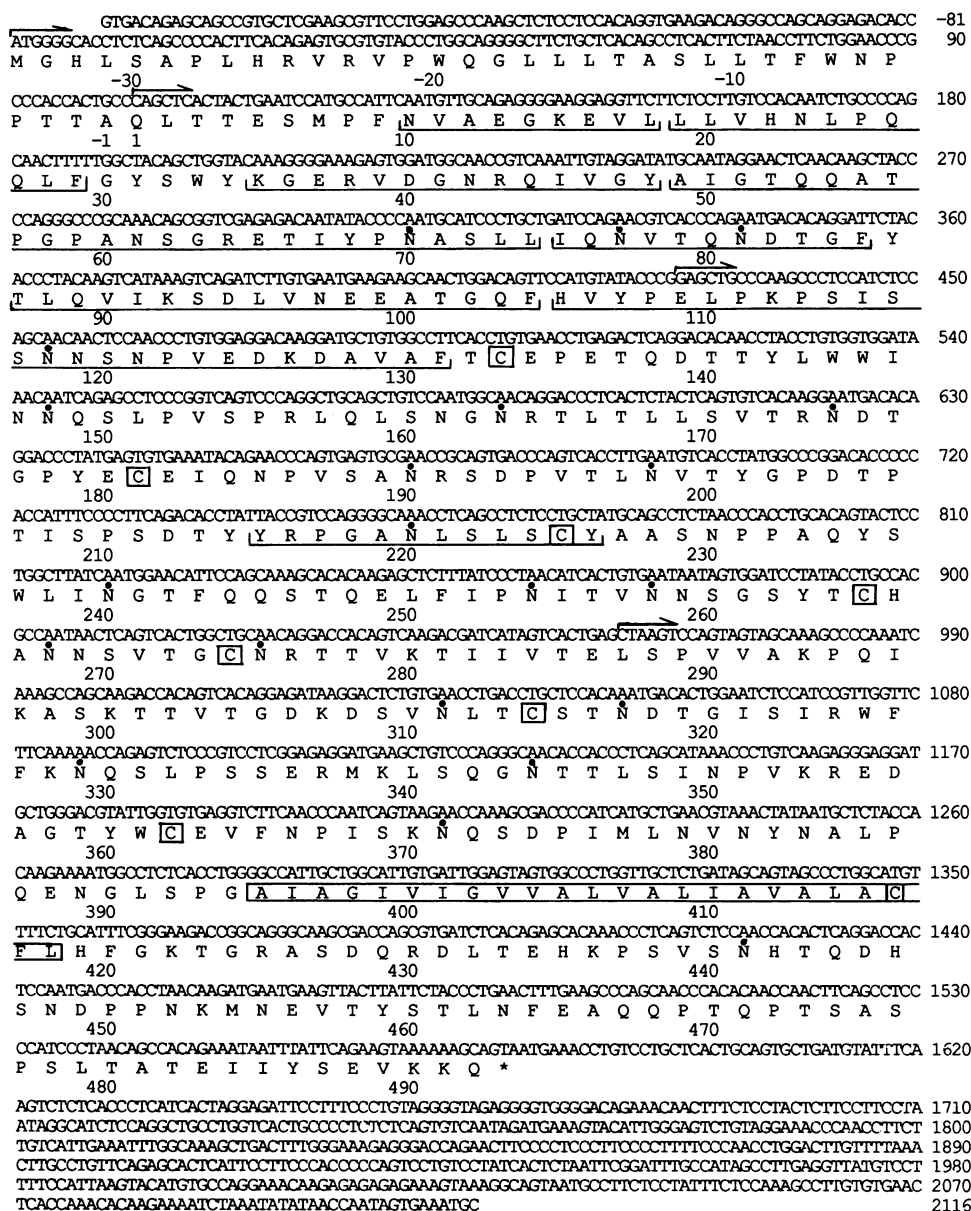 GTGACAGAGCAGCCGTGCTCGAAGCGTTCCTGGAGCCCAAGCTCTCCTCCACAGGTGAAGACAGGGCCAGCAGGAGACACC -81
ATGGGGCACCTCTCAGCCCCACTTCACAGAGTGCGTGTACCCTGGCAGGGGCTTCTGCTCACAGCCTCACTTCTAACCTTCTGGAACCCG 90
M G H L S A P L H R V R V P W Q G L L L T A S L L T F W N P
-30 -20 -10
CCCACCACTGCCCAGCTCACTACTGAATCCATGCCATTCAATGTTGCAGAGGGGAAGGAGGTTCTTCTCCTTGTCCACAATCTGCCCCAG 180
P T T A Q L T T E S M P F N V A E G K E V L L L V H N L P Q
-1 1 10 20
CAACTTTTTGGCTACAGCTGGTACAAAGGGGAAAGAGTGGATGGCAACCGTCAAATTGTAGGATATGCAATAGGAACTCAACAAGCTACC 270
Q L F G Y S W Y K G E R V D G N R Q I V G Y A I G T Q Q A T
30 40 50
CCAGGGCCCGCAAACAGCGGTCGAGAGACAATATACCCCAATGCATCCCTGCTGATCCAGAACGTCACCCAGAATGACACAGGATTCTAC 360
P G P A N S G R E T I Y P N A S L L I Q N V T Q N D T G F Y
60 70 80
ACCCTACAAGTCATAAAGTCAGATCTTGTGAATGAAGAAGCAACTGGACAGTTCCATGTATACCCGGAGCTGCCCAAGCCCTCCATCTCC 450
T L Q V I K S D L V N E E A T G Q F H V Y P E L P K P S I S
90 100 110
AGCAACAACTCCAACCCTGTGGAGGACAAGGATGCTGTGGCCTTCACCTGTGAACCTGAGACTCAGGACACAACCTACCTGTGGTGGATA 540
S N N S N P V E D K D A V A F T C E P E T Q D T T Y L W W I
120 130 140
AACAATCAGAGCCTCCCGGTCAGTCCCAGGCTGCAGCTGTCCAATGGCAACAGGACCCTCACTCTACTCAGTGTCACAAGGAATGACACA 630
N N Q S L P V S P R L Q L S N G N R T L T L L S V T R N D T
150 160 170
GGACCCTATGAGTGTGAAATACAGAACCCAGTGAGTGCGAACCGCAGTGACCCAGTCACCTTGAATGTCACCTATGGCCCGGACACCCCC 720
G P Y E C E I Q N P V S A N R S D P V T L N V T Y G P D T P
180 190 200
ACCATTTCCCCTTCAGACACCTATTACCGTCCAGGGGCAAACCTCAGCCTCTCCTGCTATGCAGCCTCTAACCCACCTGCACAGTACTCC 810
T I S P S D T Y Y R P G A N L S L S C Y A A S N P P A Q Y S
210 220 230
TGGCTTATCAATGGAACATTCCAGCAAAGCACACAAGAGCTCTTTATCCCTAACATCACTGTGAATAATAGTGGATCCTATACCTGCCAC 900
W L I N G T F Q Q S T Q E L F I P N I T V N N S G S Y T C H
240 250 260
GCCAATAACTCAGTCACTGGCTGCAACAGGACCACAGTCAAGACGATCATAGTCACTGAGCTAAGTCCAGTAGTAGCAAAGCCCCAAATC 990
A N N S V T G C N R T T V K T I I V T E L S P V V A K P Q I
270 280 290
AAAGCCAGCAAGACCACAGTCACAGGAGATAAGGACTCTGTGAACCTGACCTGCTCCACAAATGACACTGGAATCTCCATCCGTTGGTTC 1080
K A S K T T V T G D K D S V N L T C S T N D T G I S I R W F
300 310 320
TTCAAAAACCAGAGTCTCCCGTCCTCGGAGAGGATGAAGCTGTCCCAGGGCAACACCACCCTCAGCATAAACCCTGTCAAGAGGGAGGAT 1170
F K N Q S L P S S E R M K L S Q G N T T L S I N P V K R E D
330 340 350
GCTGGGACGTATTGGTGTGAGGTCTTCAACCCAATCAGTAAGAACCAAAGCGACCCCATCATGCTGAACGTAAACTATAATGCTCTACCA 1260
A G T Y W C E V F N P I S K N Q S D P I M L N V N Y N A L P
360 370 380
CAAGAAAATGGCCTCTCACCTGGGGCCATTGCTGGCATTGTGATTGGAGTAGTGGCCCTGGTTGCTCTGATAGCAGTAGCCCTGGCATGT 1350
Q E N G L S P G A I A G I V I G V V A L V A L I A V A L A C
390 400 410
TTTCTGCATTTCGGGAAGACCGGCAGGGCAAGCGACCAGCGTGATCTCACAGAGCACAAACCCTCAGTCTCCAACCACACTCAGGACCAC 1440
F L H F G K T G R A S D Q R D L T E H K P S V S N H T Q D H
420 430 440
TCCAATGACCCACCTAACAAGATGAATGAAGTTACTTATTCTACCCTGAACTTTGAAGCCCAGCAACCCACACAACCAACTTCAGCCTCC 1530
S N D P P N K M N E V T Y S T L N F E A Q Q P T Q P T S A S
450 460 470
CCATCCCTAACAGCCACAGAAATAATTTATTCAGAAGTAAAAAAGCAGTAATGAAACCTGTCCTGCTCACTGCAGTGCTGATGTATTTCA 1620
P S L T A T E I I Y S E V K K Q *
480 490
AGTCTCTCACCCTCATCACTAGGAGATTCCTTTCCCTGTAGGGGTAGAGGGGTGGGGACAGAAACAACTTTCTCCTACTCTTCCTTCCTA 1710
ATAGGCATCTCCAGGCTGCCTGGTCACTGCCCCTCTCTCAGTGTCAATAGATGAAAGTACATTGGGAGTCTGTAGGAAACCCAACCTTCT 1800
TGTCATTGAAATTTGGCAAAGCTGACTTTGGGAAAGAGGGACCAGAACTTCCCCTCCCTTCCCCTTTTCCCAACCTGGACTTGTTTTAAA 1890
CTTGCCTGTTCAGAGCACTCATTCCTTCCCACCCCCAGTCCTGTCCTATCACTCTAATTCGGATTTGCCATAGCCTTGAGGTTATGTCCT 1980
TTTCCATTAAGTACATGTGCCAGGAAACAAGAGAGAGAGAAAGTAAAGGCAGTAATGCCTTCTCCTATTTCTCCAAAGCCTTGTGTGAAC 2070
TCACCAAACACAAGAAAATCTAAATATATAACCAATAGTGAAATGC 2116